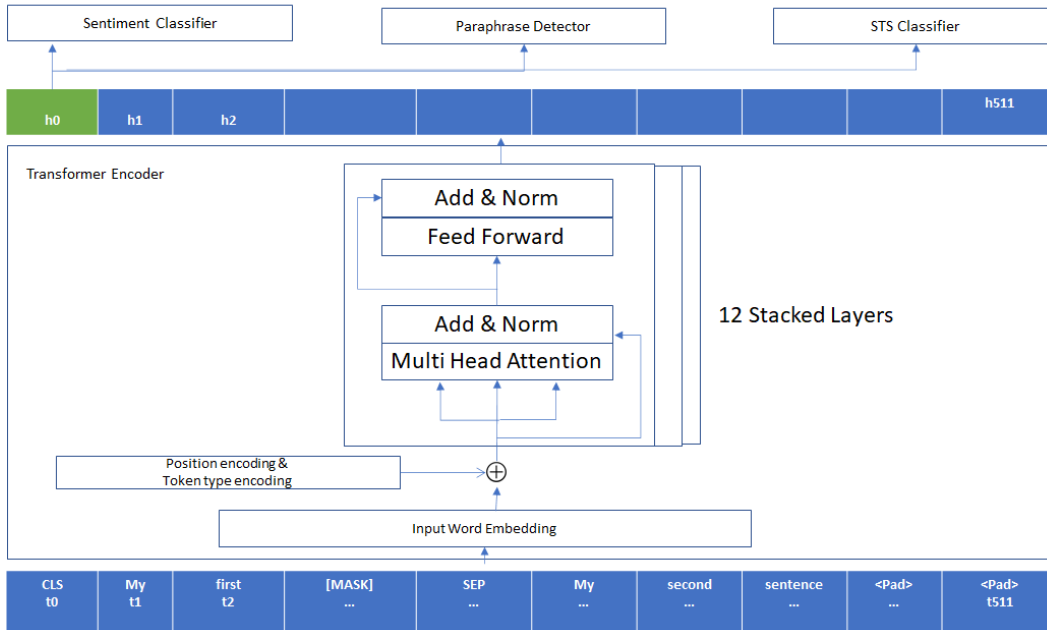 Sentiment Classifier
Paraphrase Detector
STS Classifier
h0
h1
h2
h511
Transformer Encoder
Add & Norm
Feed Forward
Add & Norm
Multi Head Attention
12 Stacked Layers
Position encoding &
Token type encoding
Input Word Embedding
CLS My first [MASK] SEP My second sentence <Pad> <Pad>
t0 t1 t2 ... ... ... ... ... ... t511